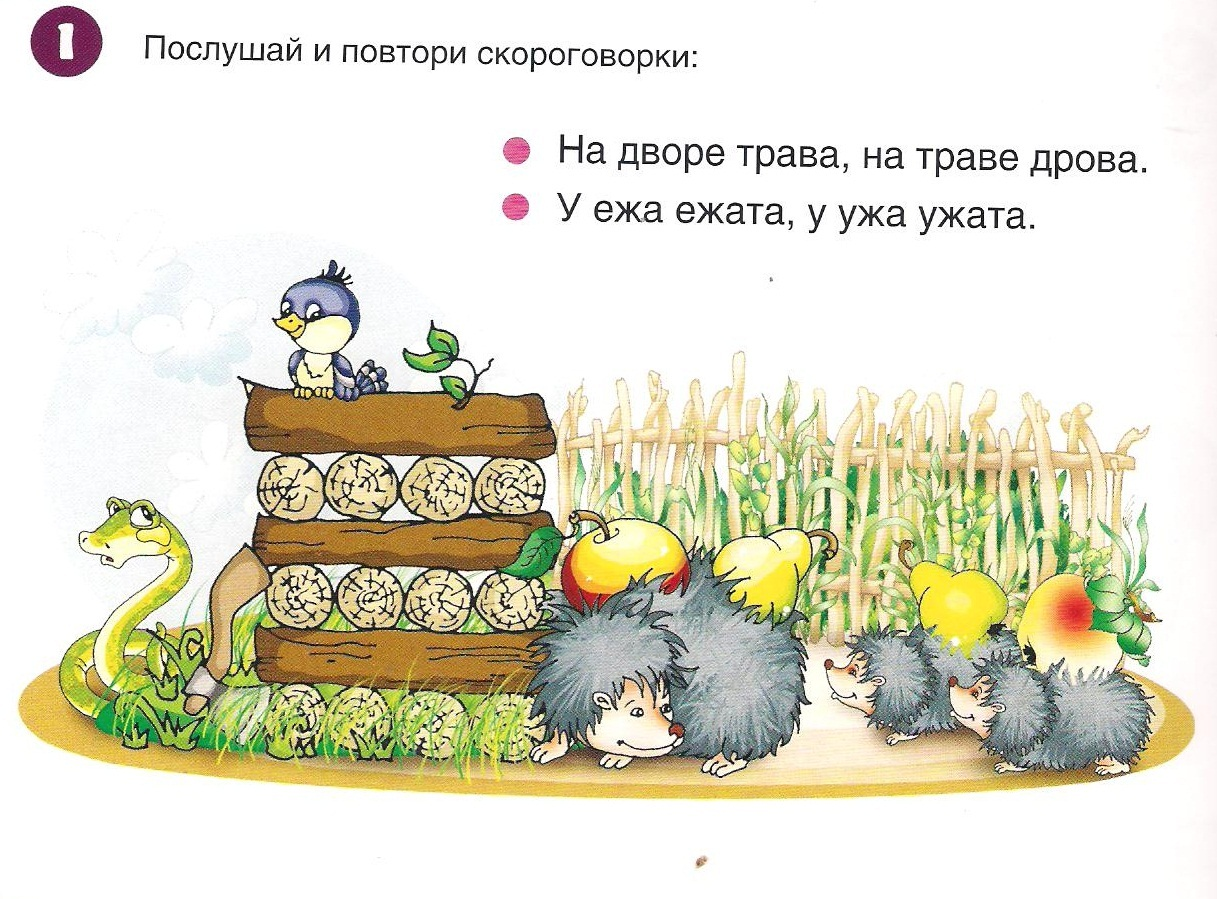 1
Послушай и повтори скороговорки:
На дворе трава, на траве дрова.
У ежа ежата, у ужа ужата.